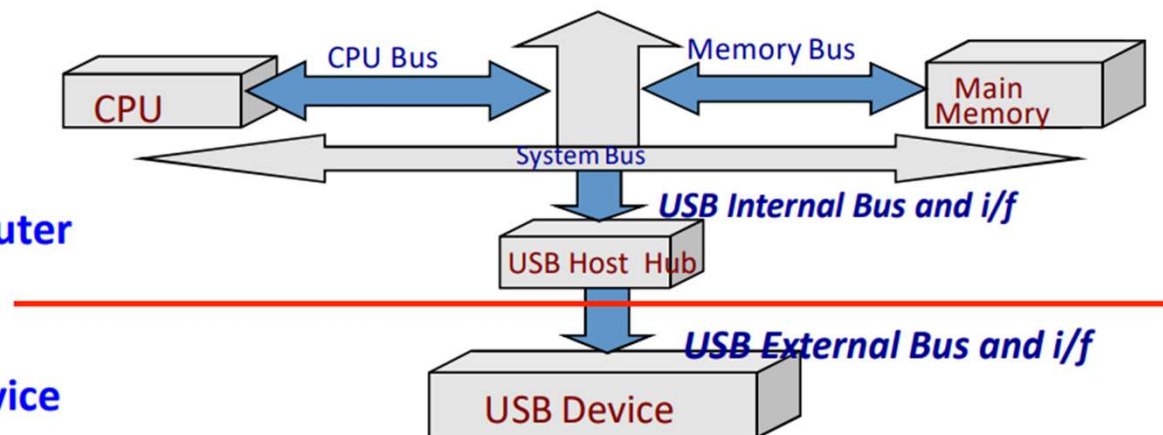 CPU Bus
Memory Bus
CPU
Main
Memory
System Bus
USB Internal Bus and i/f
uter
USB Host Hub
USB External Bus and i/f
vice
USB Device